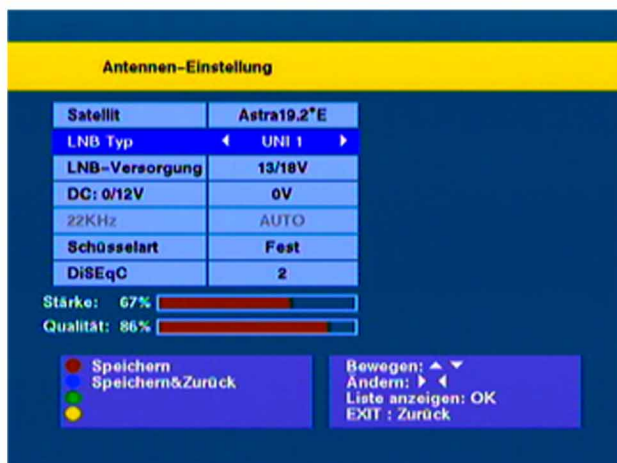 Antennen-Einstellung
Satellit Astra19.2°E
LNB Typ UNI 1
LNB-Versorgung 13/18V
DC: 0/12V 0V
22KHz AUTO
Schüsselart Fest
DiSEqC 2
Stärke: 67%
Qualität: 86%
Speichern
Speichern&Zurück
Bewegen:
Ändern:
Liste anzeigen: OK
EXIT : Zurück